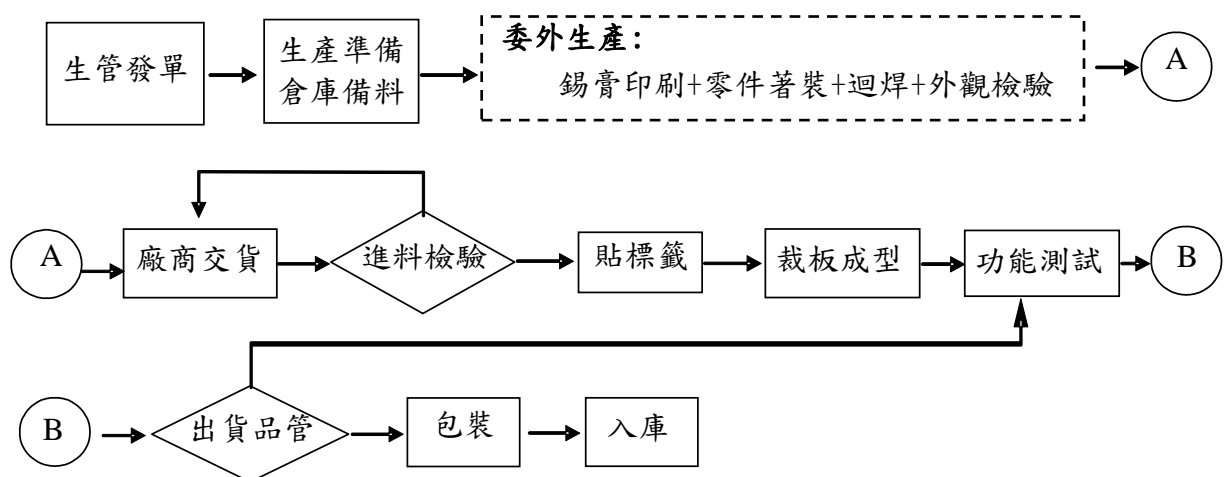 生管發單
生產準備
倉庫備料
委外生產:
錫膏印刷+零件著裝+迴焊+外觀檢驗
A
A
廠商交貨
進料檢驗
貼標籤
裁板成型
功能測試
B
B
出貨品管
包裝
入庫